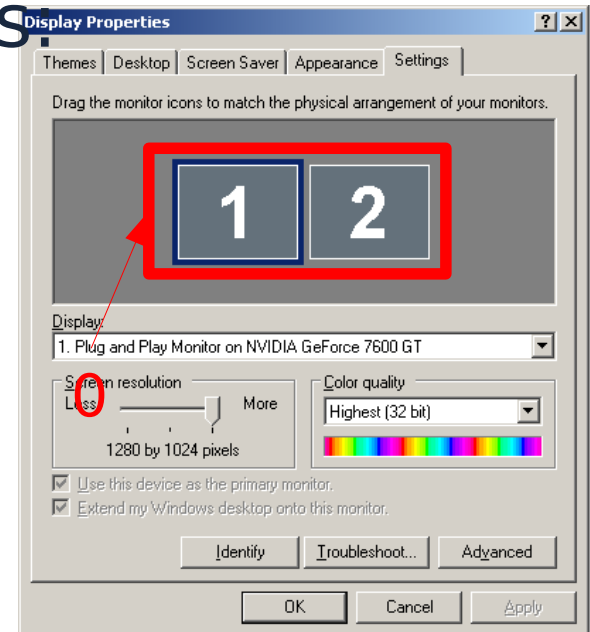 s:
Display Properties
Themes Desktop Screen Saver Appearance Settings
Drag the monitor icons to match the physical arrangement of your monitors.
1 2
Display:
1. Plug and Play Monitor on NVIDIA GeForce 7600 GT
Screen resolution
Less More
1280 by 1024 pixels
0
Color quality
Highest (32 bit)
Use this device as the primary monitor.
Extend my Windows desktop onto this monitor.
Identify Troubleshoot... Advanced
OK Cancel Apply